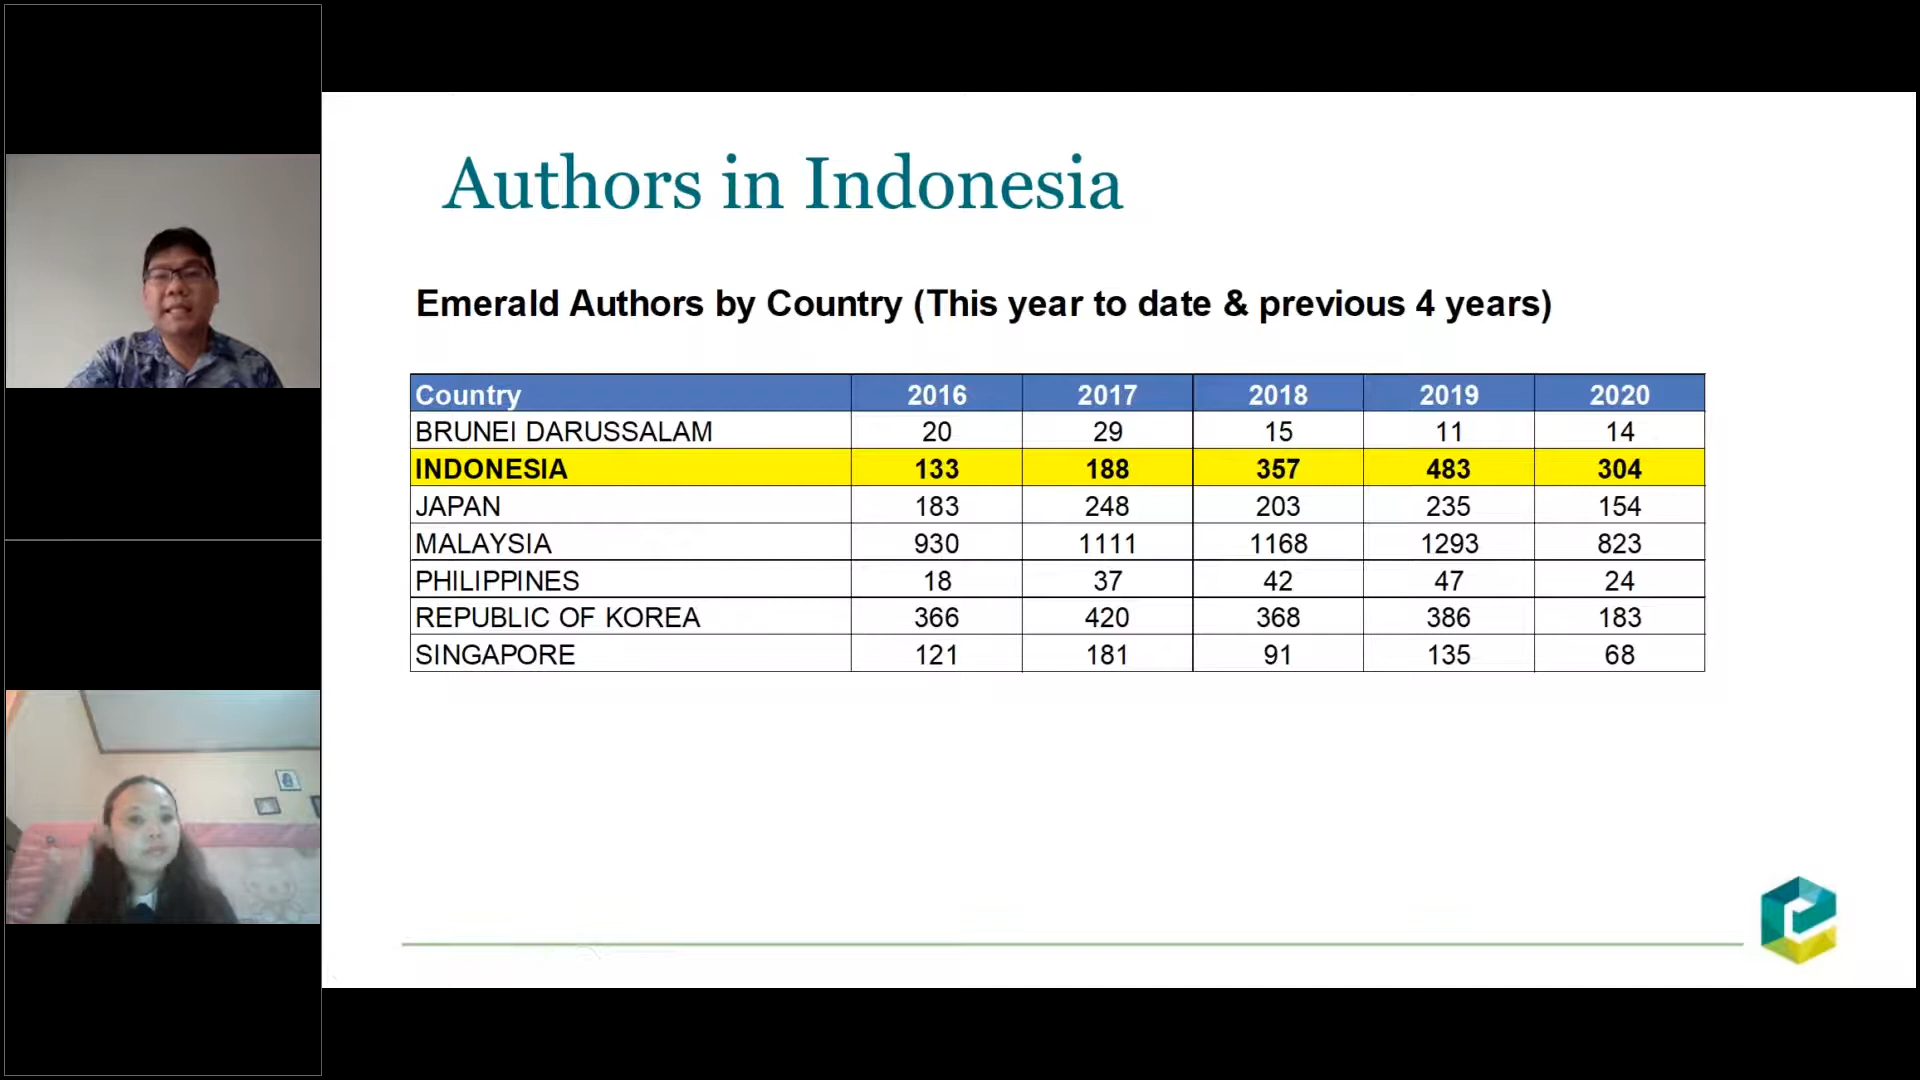 Authors in Indonesia
Emerald Authors by Country (This year to date & previous 4 years)
Country 2016 2017 2018 2019 2020
BRUNEI DARUSSALAM 20 29 15 11 14
INDONESIA 133 188 357 483 304
JAPAN 183 248 203 235 154
MALAYSIA 930 1111 1168 1293 823
PHILIPPINES 18 37 42 47 24
REPUBLIC OF KOREA 366 420 368 386 183
SINGAPORE 121 181 91 135 68